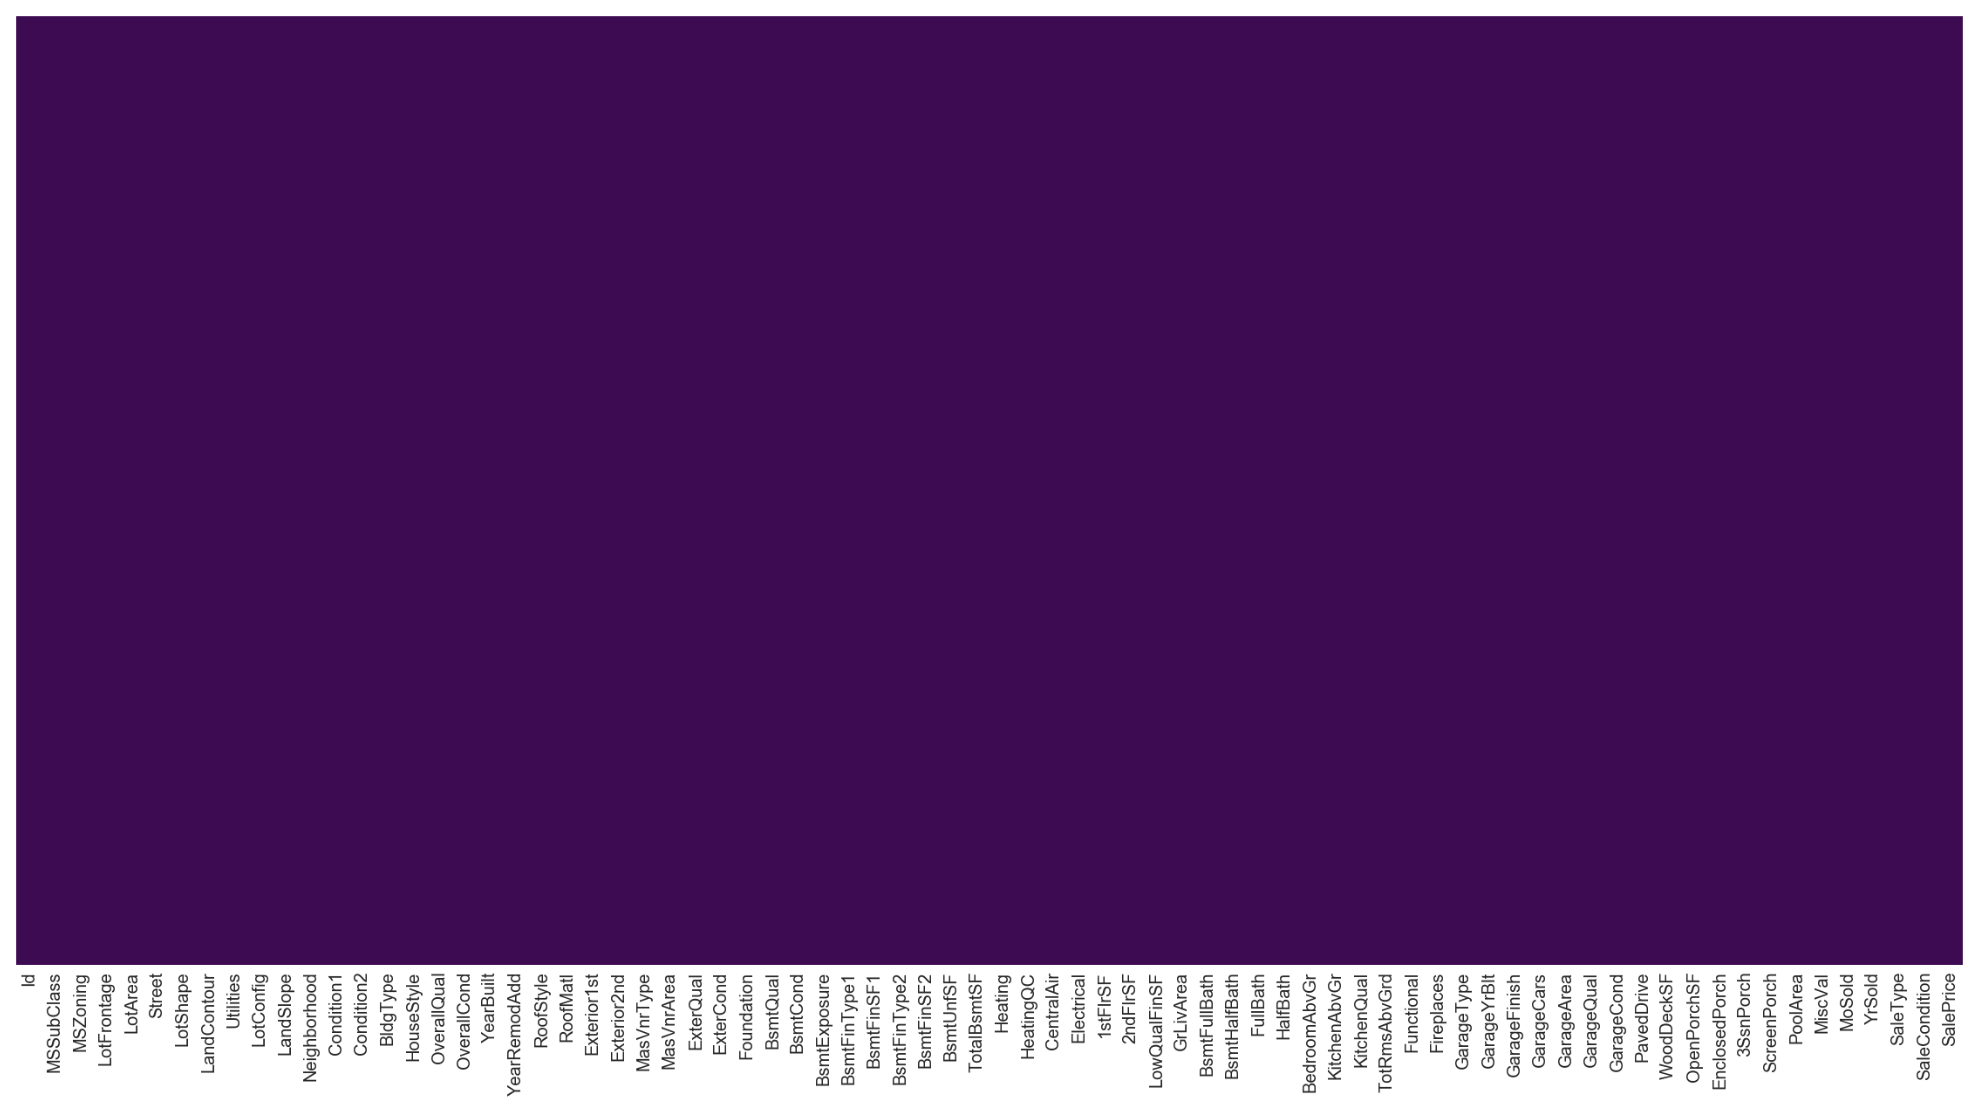 Id
MSSubClass
MSZoning
LotFrontage
LotArea
Street
LotShape
LandContour
Utilities
LotConfig
LandSlope
Neighborhood
Condition1
Condition2
BldgType
HouseStyle
OverallQual
OverallCond
YearBuilt
YearRemodAdd
RoofStyle
RoofMatl
Exterior1st
Exterior2nd
MasVnrType
MasVnrArea
ExterQual
ExterCond
Foundation
BsmtQual
BsmtCond
BsmtExposure
BsmtFinType1
BsmtFinSF1
BsmtFinType2
BsmtFinSF2
BsmtUnfSF
TotalBsmtSF
Heating
HeatingQC
CentralAir
Electrical
1stFlrSF
2ndFlrSF
LowQualFinSF
GrLivArea
BsmtFullBath
BsmtHalfBath
FullBath
HalfBath
BedroomAbvGr
KitchenAbvGr
KitchenQual
TotRmsAbvGrd
Functional
Fireplaces
GarageType
GarageYrBlt
GarageFinish
GarageCars
GarageArea
GarageQual
GarageCond
PavedDrive
WoodDeckSF
OpenPorchSF
EnclosedPorch
3SsnPorch
ScreenPorch
PoolArea
MiscVal
MoSold
YrSold
SaleType
SaleCondition
SalePrice